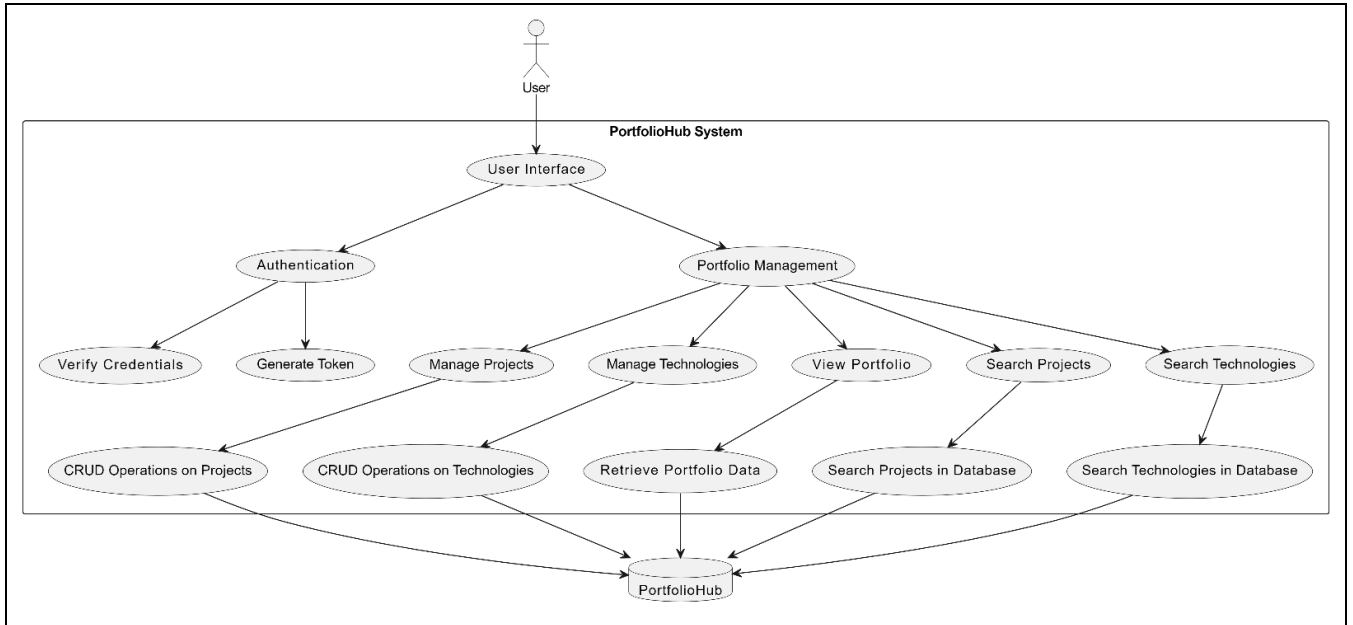 User
PortfolioHub System
User Interface
Authentication
Portfolio Management
Verify Credentials
Generate Token
Manage Projects
Manage Technologies
View Portfolio
Search Projects
Search Technologies
CRUD Operations on Projects
CRUD Operations on Technologies
Retrieve Portfolio Data
Search Projects in Database
Search Technologies in Database
PortfolioHub